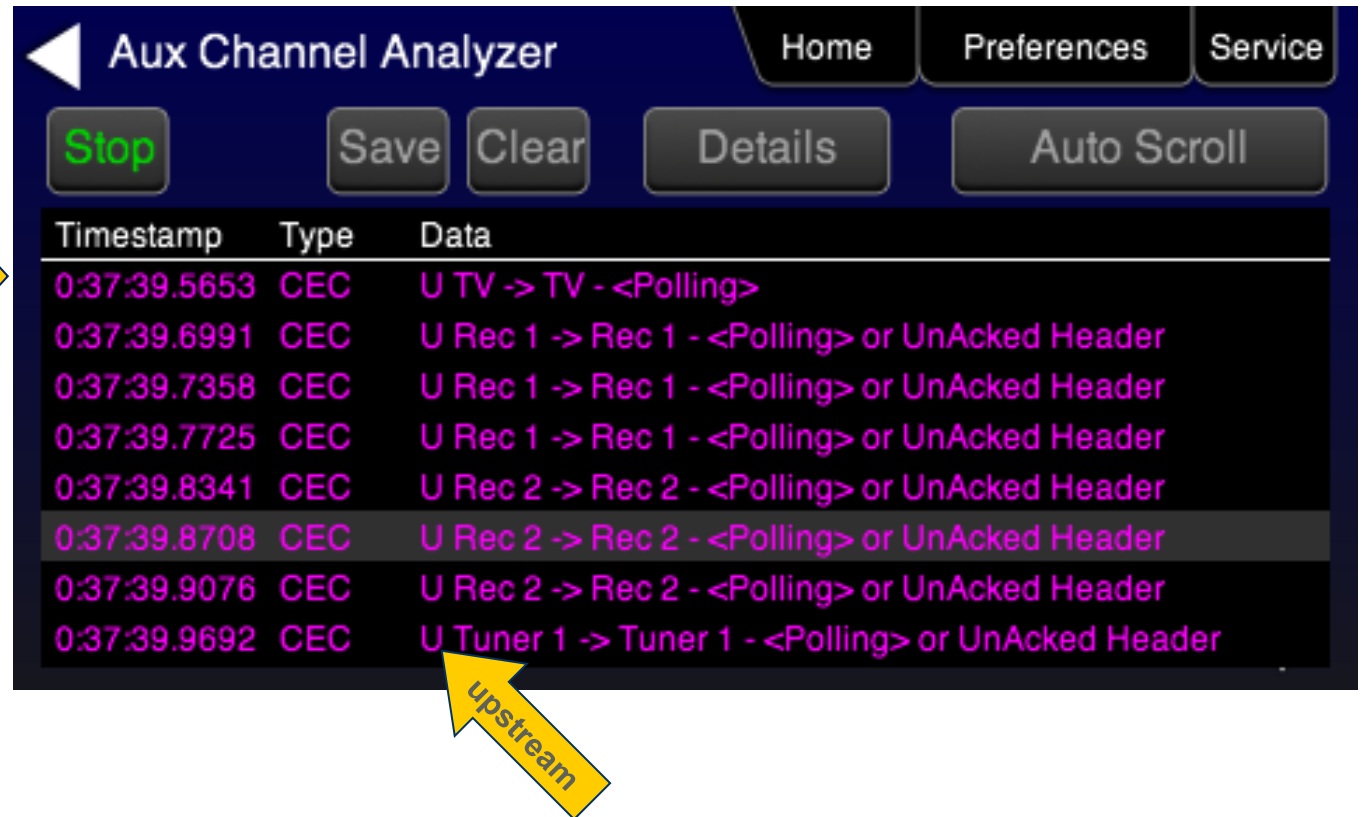 Aux Channel Analyzer Home Preferences Service
Stop Save Clear Details Auto Scroll
Timestamp Type Data
0:37:39.5653 CEC U TV -> TV - <Polling>
0:37:39.6991 CEC U Rec 1 -> Rec 1 - <Polling> or UnAcked Header
0:37:39.7358 CEC U Rec 1 -> Rec 1 - <Polling> or UnAcked Header
0:37:39.7725 CEC U Rec 1 -> Rec 1 - <Polling> or UnAcked Header
0:37:39.8341 CEC U Rec 2 -> Rec 2 - <Polling> or UnAcked Header
0:37:39.8708 CEC U Rec 2 -> Rec 2 - <Polling> or UnAcked Header
0:37:39.9076 CEC U Rec 2 -> Rec 2 - <Polling> or UnAcked Header
0:37:39.9692 CEC U Tuner 1 -> Tuner 1 - <Polling> or UnAcked Header
upstream